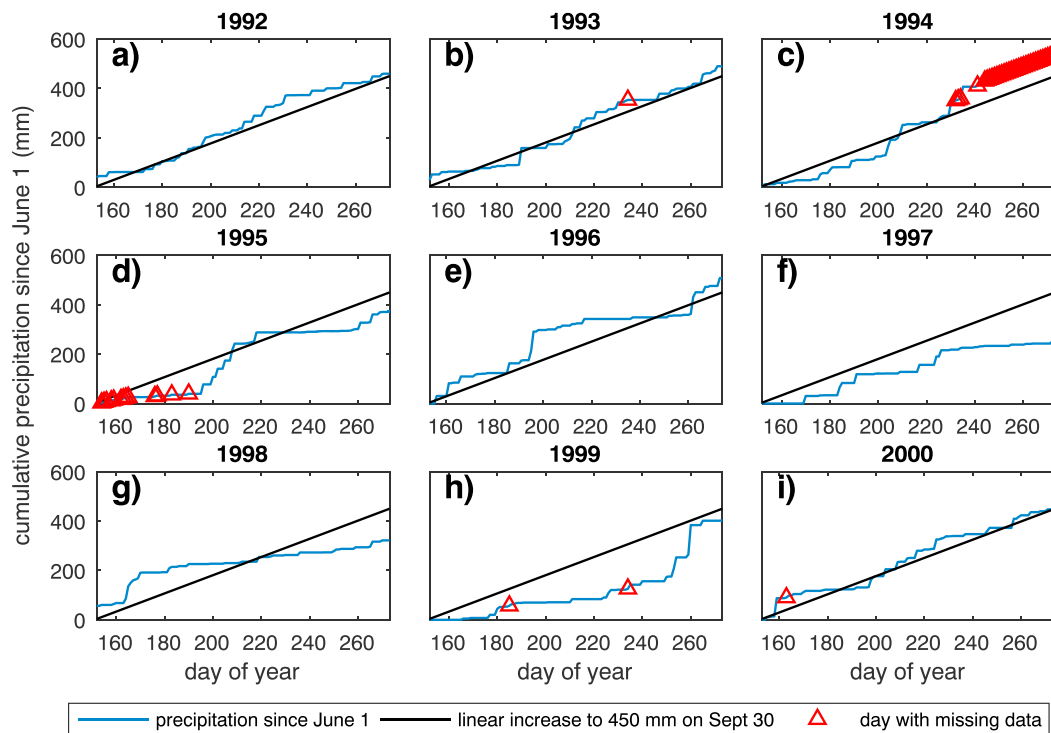 1992 1993 1994
600 a) b) c)
400
200
0
160 180 200 220 240 260 160 180 200 220 240 260 160 180 200 220 240 260
1995 1996 1997
600 d) e) f)
400
200
0
160 180 200 220 240 260 160 180 200 220 240 260 160 180 200 220 240 260
1998 1999 2000
600 g) h) i)
400
200
0
160 180 200 220 240 260 160 180 200 220 240 260 160 180 200 220 240 260
cumulative precipitation since June 1 (mm)
day of year day of year day of year
precipitation since June 1 linear increase to 450 mm on Sept 30 day with missing data